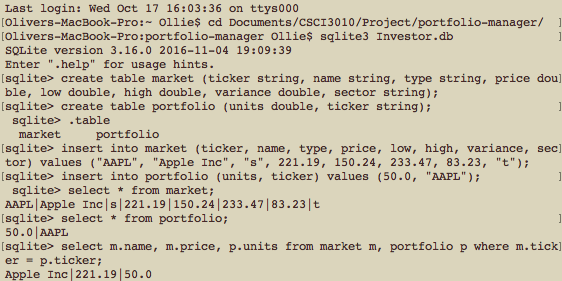 Last login: Wed Oct 17 16:03:36 on ttys000
[Olivers-MacBook-Pro:~ Ollie$ cd Documents/CSCI3010/Project/portfolio-manager/ ]
[Olivers-MacBook-Pro:portfolio-manager Ollie$ sqlite3 Investor.db ]
SQLite version 3.16.0 2016-11-04 19:09:39
Enter ".help" for usage hints.
[sqlite> create table market (ticker string, name string, type string, price dou]
ble, low double, high double, variance double, sector string);
[sqlite> create table portfolio (units double, ticker string); ]
sqlite> .table
market portfolio
[sqlite> insert into market (ticker, name, type, price, low, high, variance, sec]
tor) values ("AAPL", "Apple Inc", "s", 221.19, 150.24, 233.47, 83.23, "t");
[sqlite> insert into portfolio (units, ticker) values (50.0, "AAPL"); ]
sqlite> select * from market;
AAPL|Apple Inc|s|221.19|150.24|233.47|83.23|t
[sqlite> select * from portfolio; ]
50.0|AAPL
[sqlite> select m.name, m.price, p.units from market m, portfolio p where m.tick]
er = p.ticker;
Apple Inc|221.19|50.0